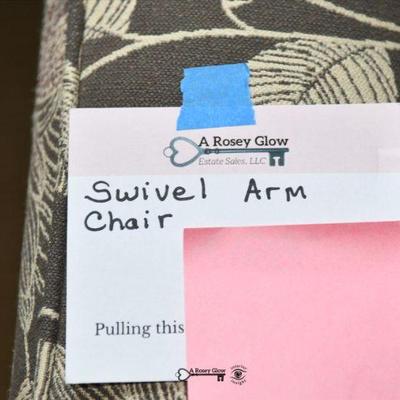 A Rosey Glow
Estate Sales, LLC
Swivel Arm
Chair
Pulling this
A Rosey Glow